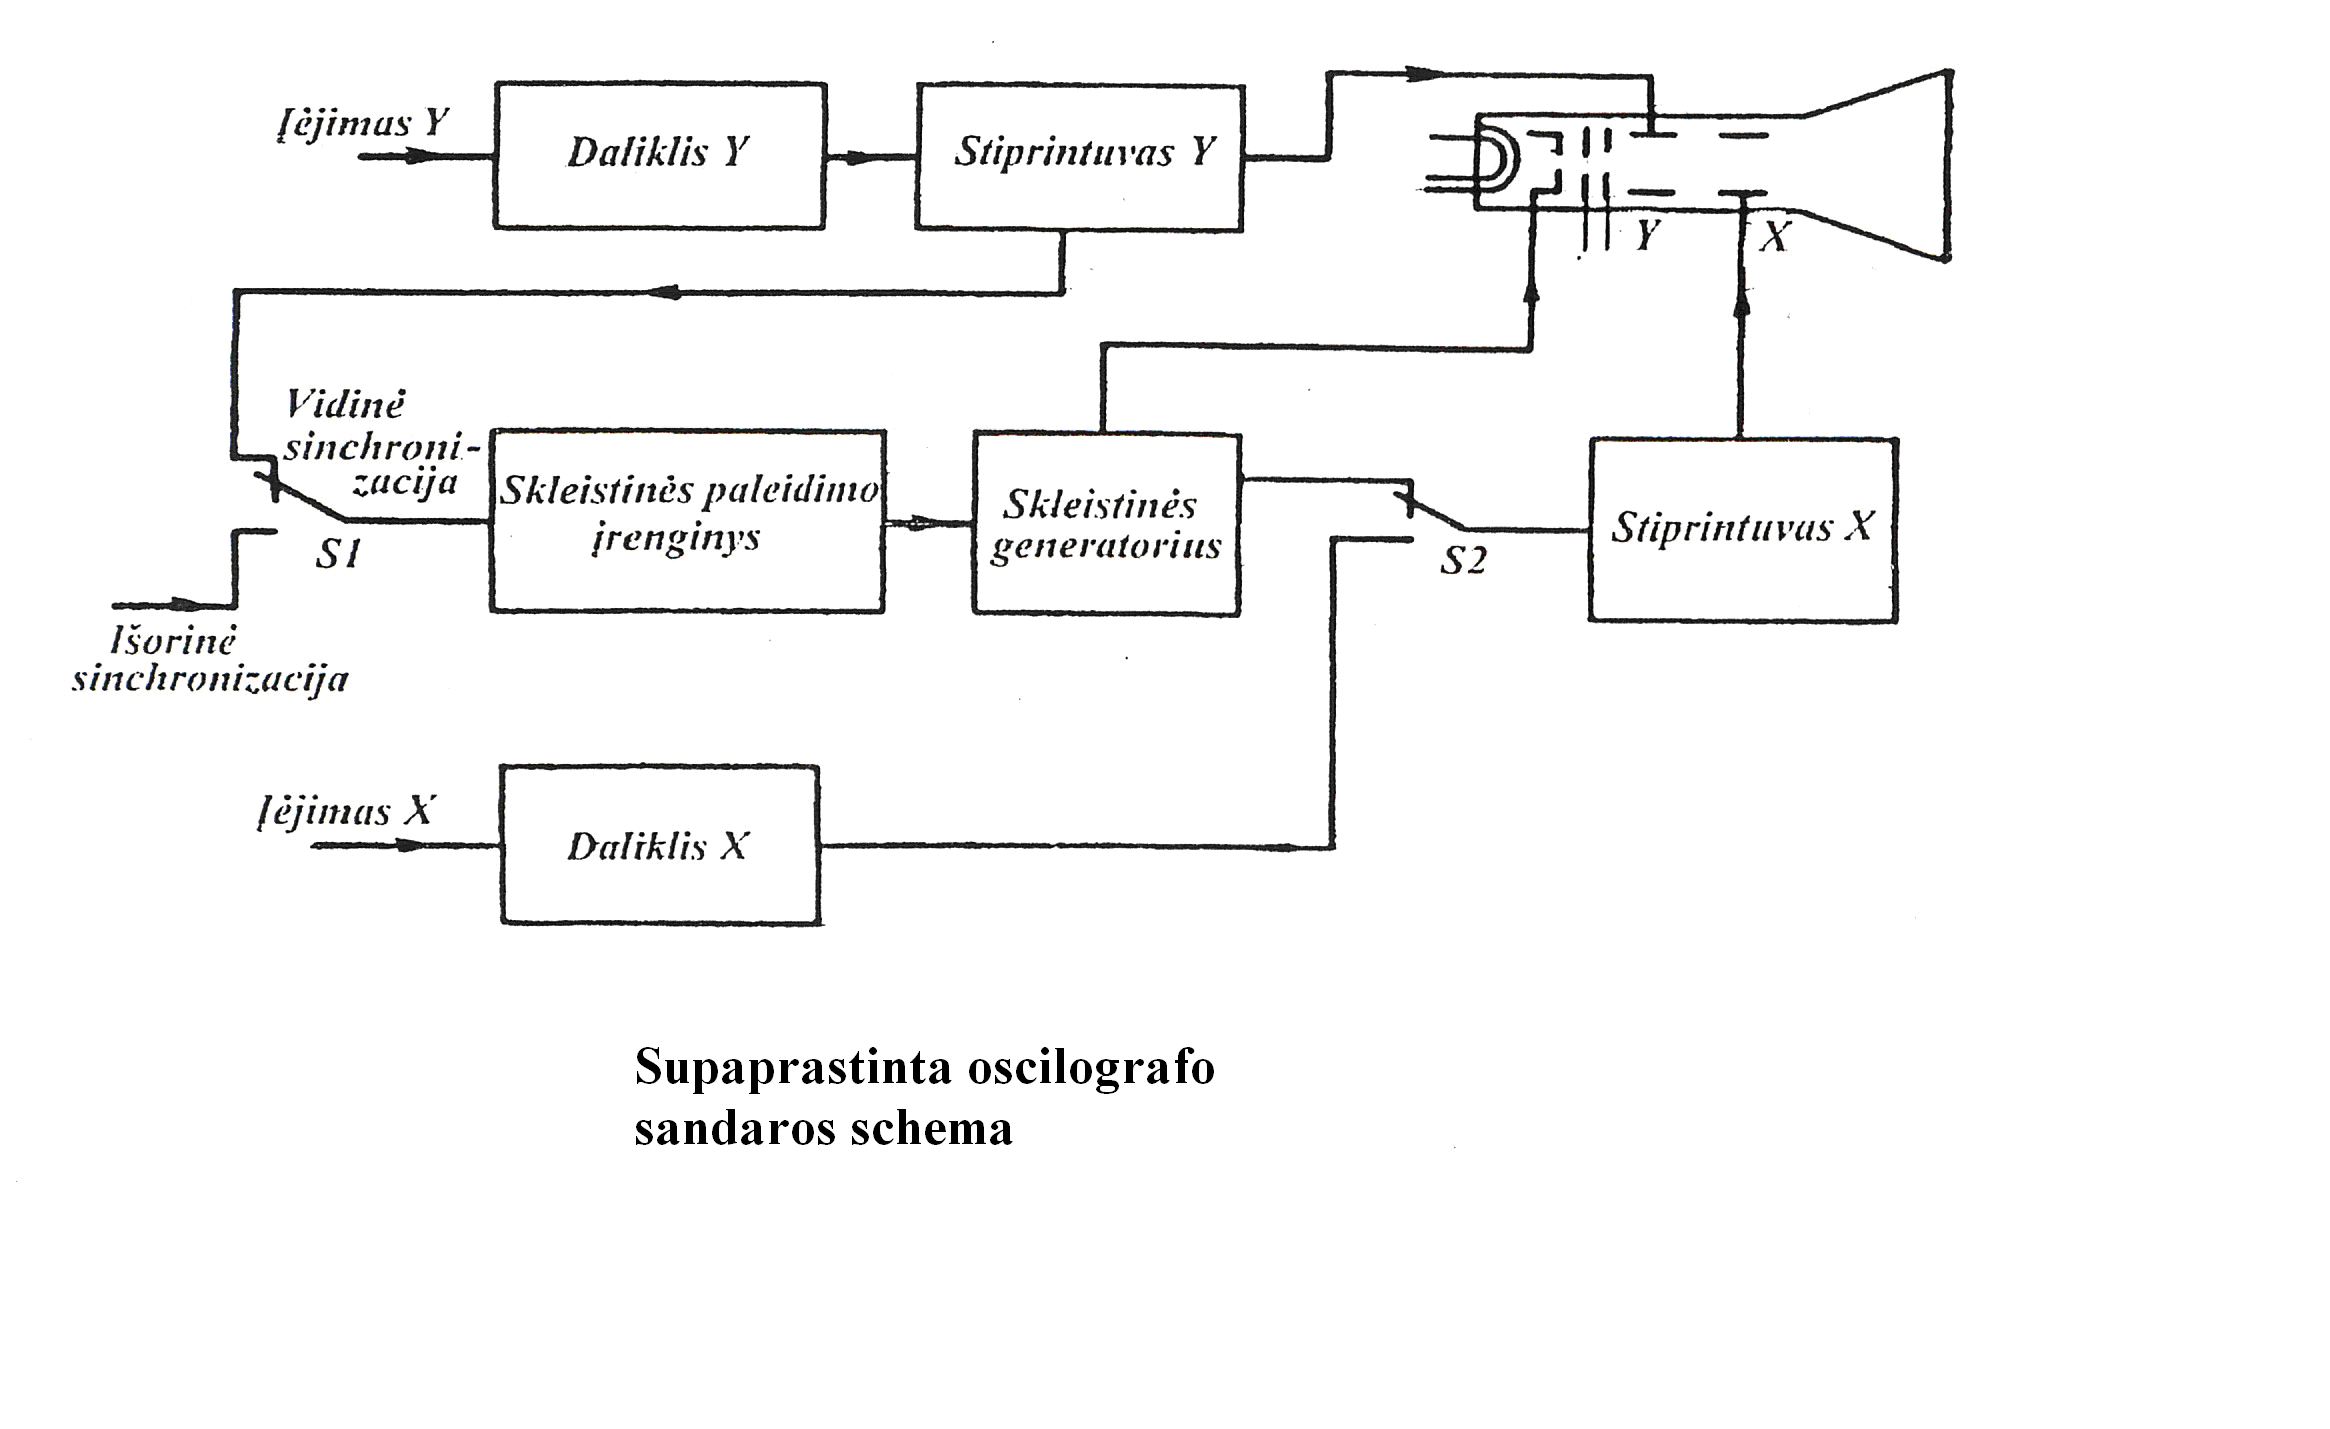 Įėjimas Y
Daliklis Y
Stiprintuvas Y
Y
X
Vidinė
sinchroni-
zacija
S1
Skleistinės paleidimo
įrenginys
Skleistinės
generatorius
S2
Stiprintuvas X
Išorinė
sinchronizacija
Įėjimas X
Daliklis X
Supaprastinta oscilografo
sandaros schema